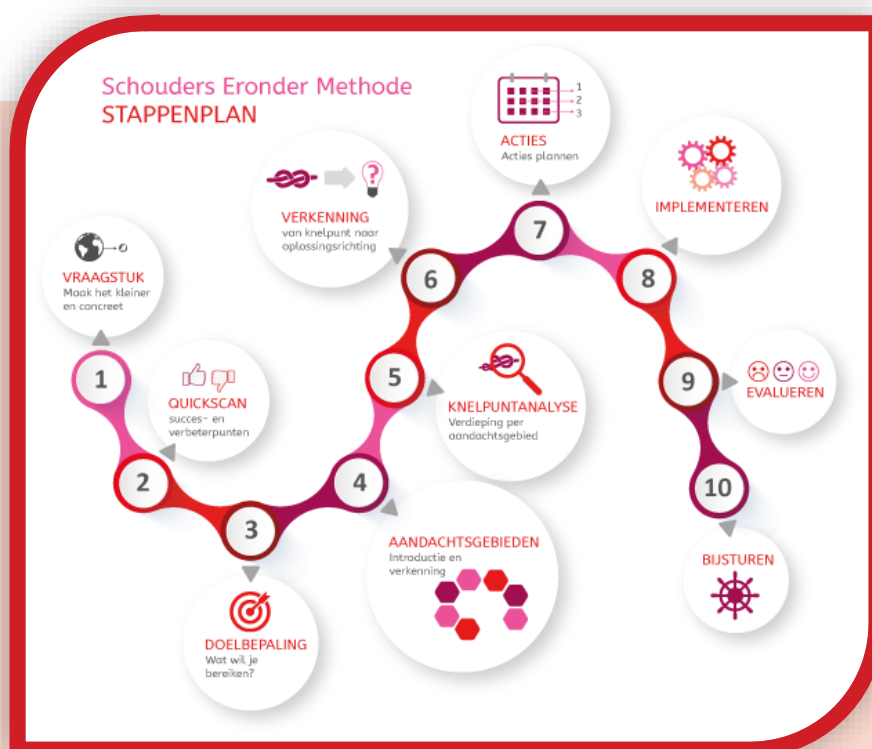 Schouders Eronder Methode
STAPPENPLAN
1
VRAAGSTUK
Maak het kleiner
en concreet
2
QUICKSCAN
succes- en
verbeterpunten
3
DOELBEPALING
Wat wil je
bereiken?
4
AANDACHTSGEBIEDEN
Introductie en
verkenning
5
KNELPUNTANALYSE
Verdieping per
aandachtsgebied
6
?
VERKENNING
van knelpunt naar
oplossingsrichting
7
1
2
3
ACTIES
Acties plannen
8
IMPLEMENTEREN
9
EVALUEREN
10
BIJSTUREN